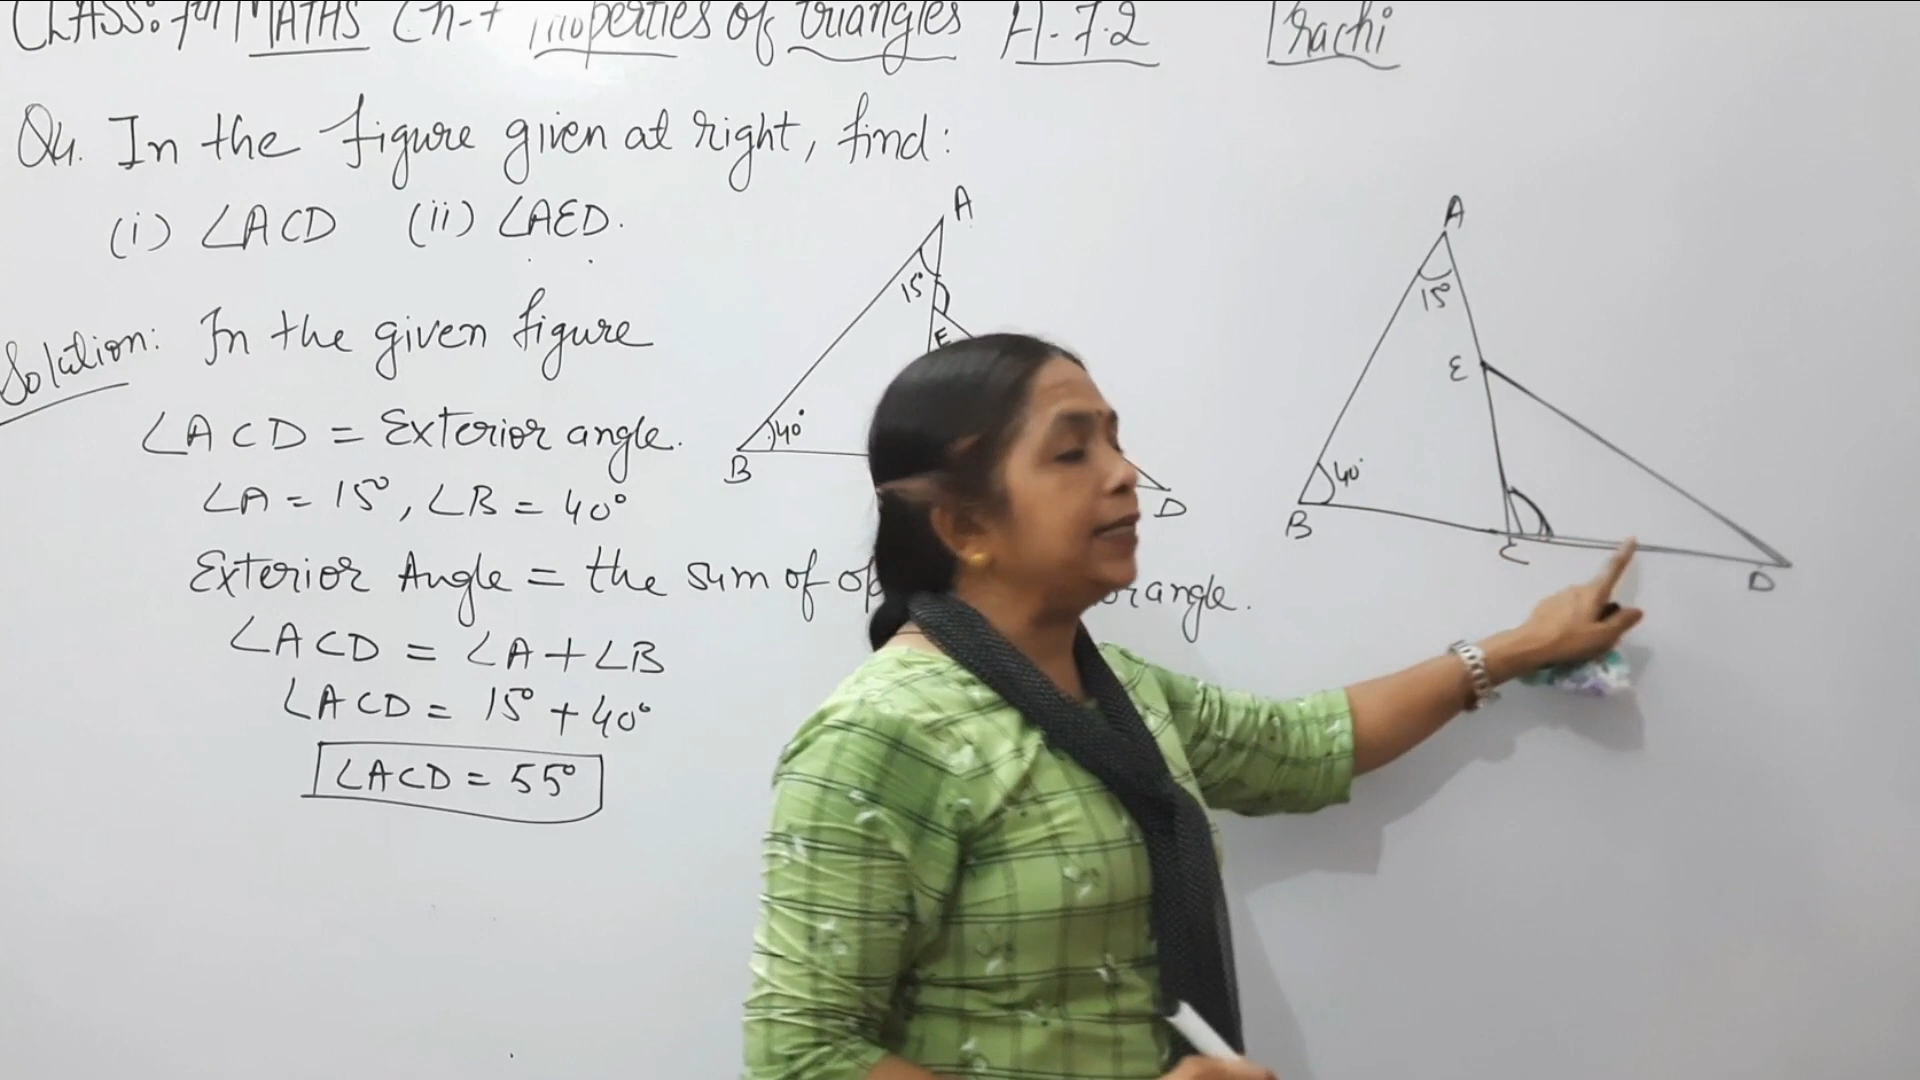 CLASS: 7th MATHS Ch-7 Properties of triangles A-7.2 Prachi
Q4. In the figure given at right, find:
(i) ∠ACD (ii) ∠AED.
Solution: In the given figure
∠ACD = Exterior angle.
∠A = 15°, ∠B = 40°
Exterior Angle = the sum of op angle.
∠ACD = ∠A + ∠B
∠ACD = 15° + 40°
∠ACD = 55°
A
15°
E
40°
B
D
A
15°
E
40°
B
C
D